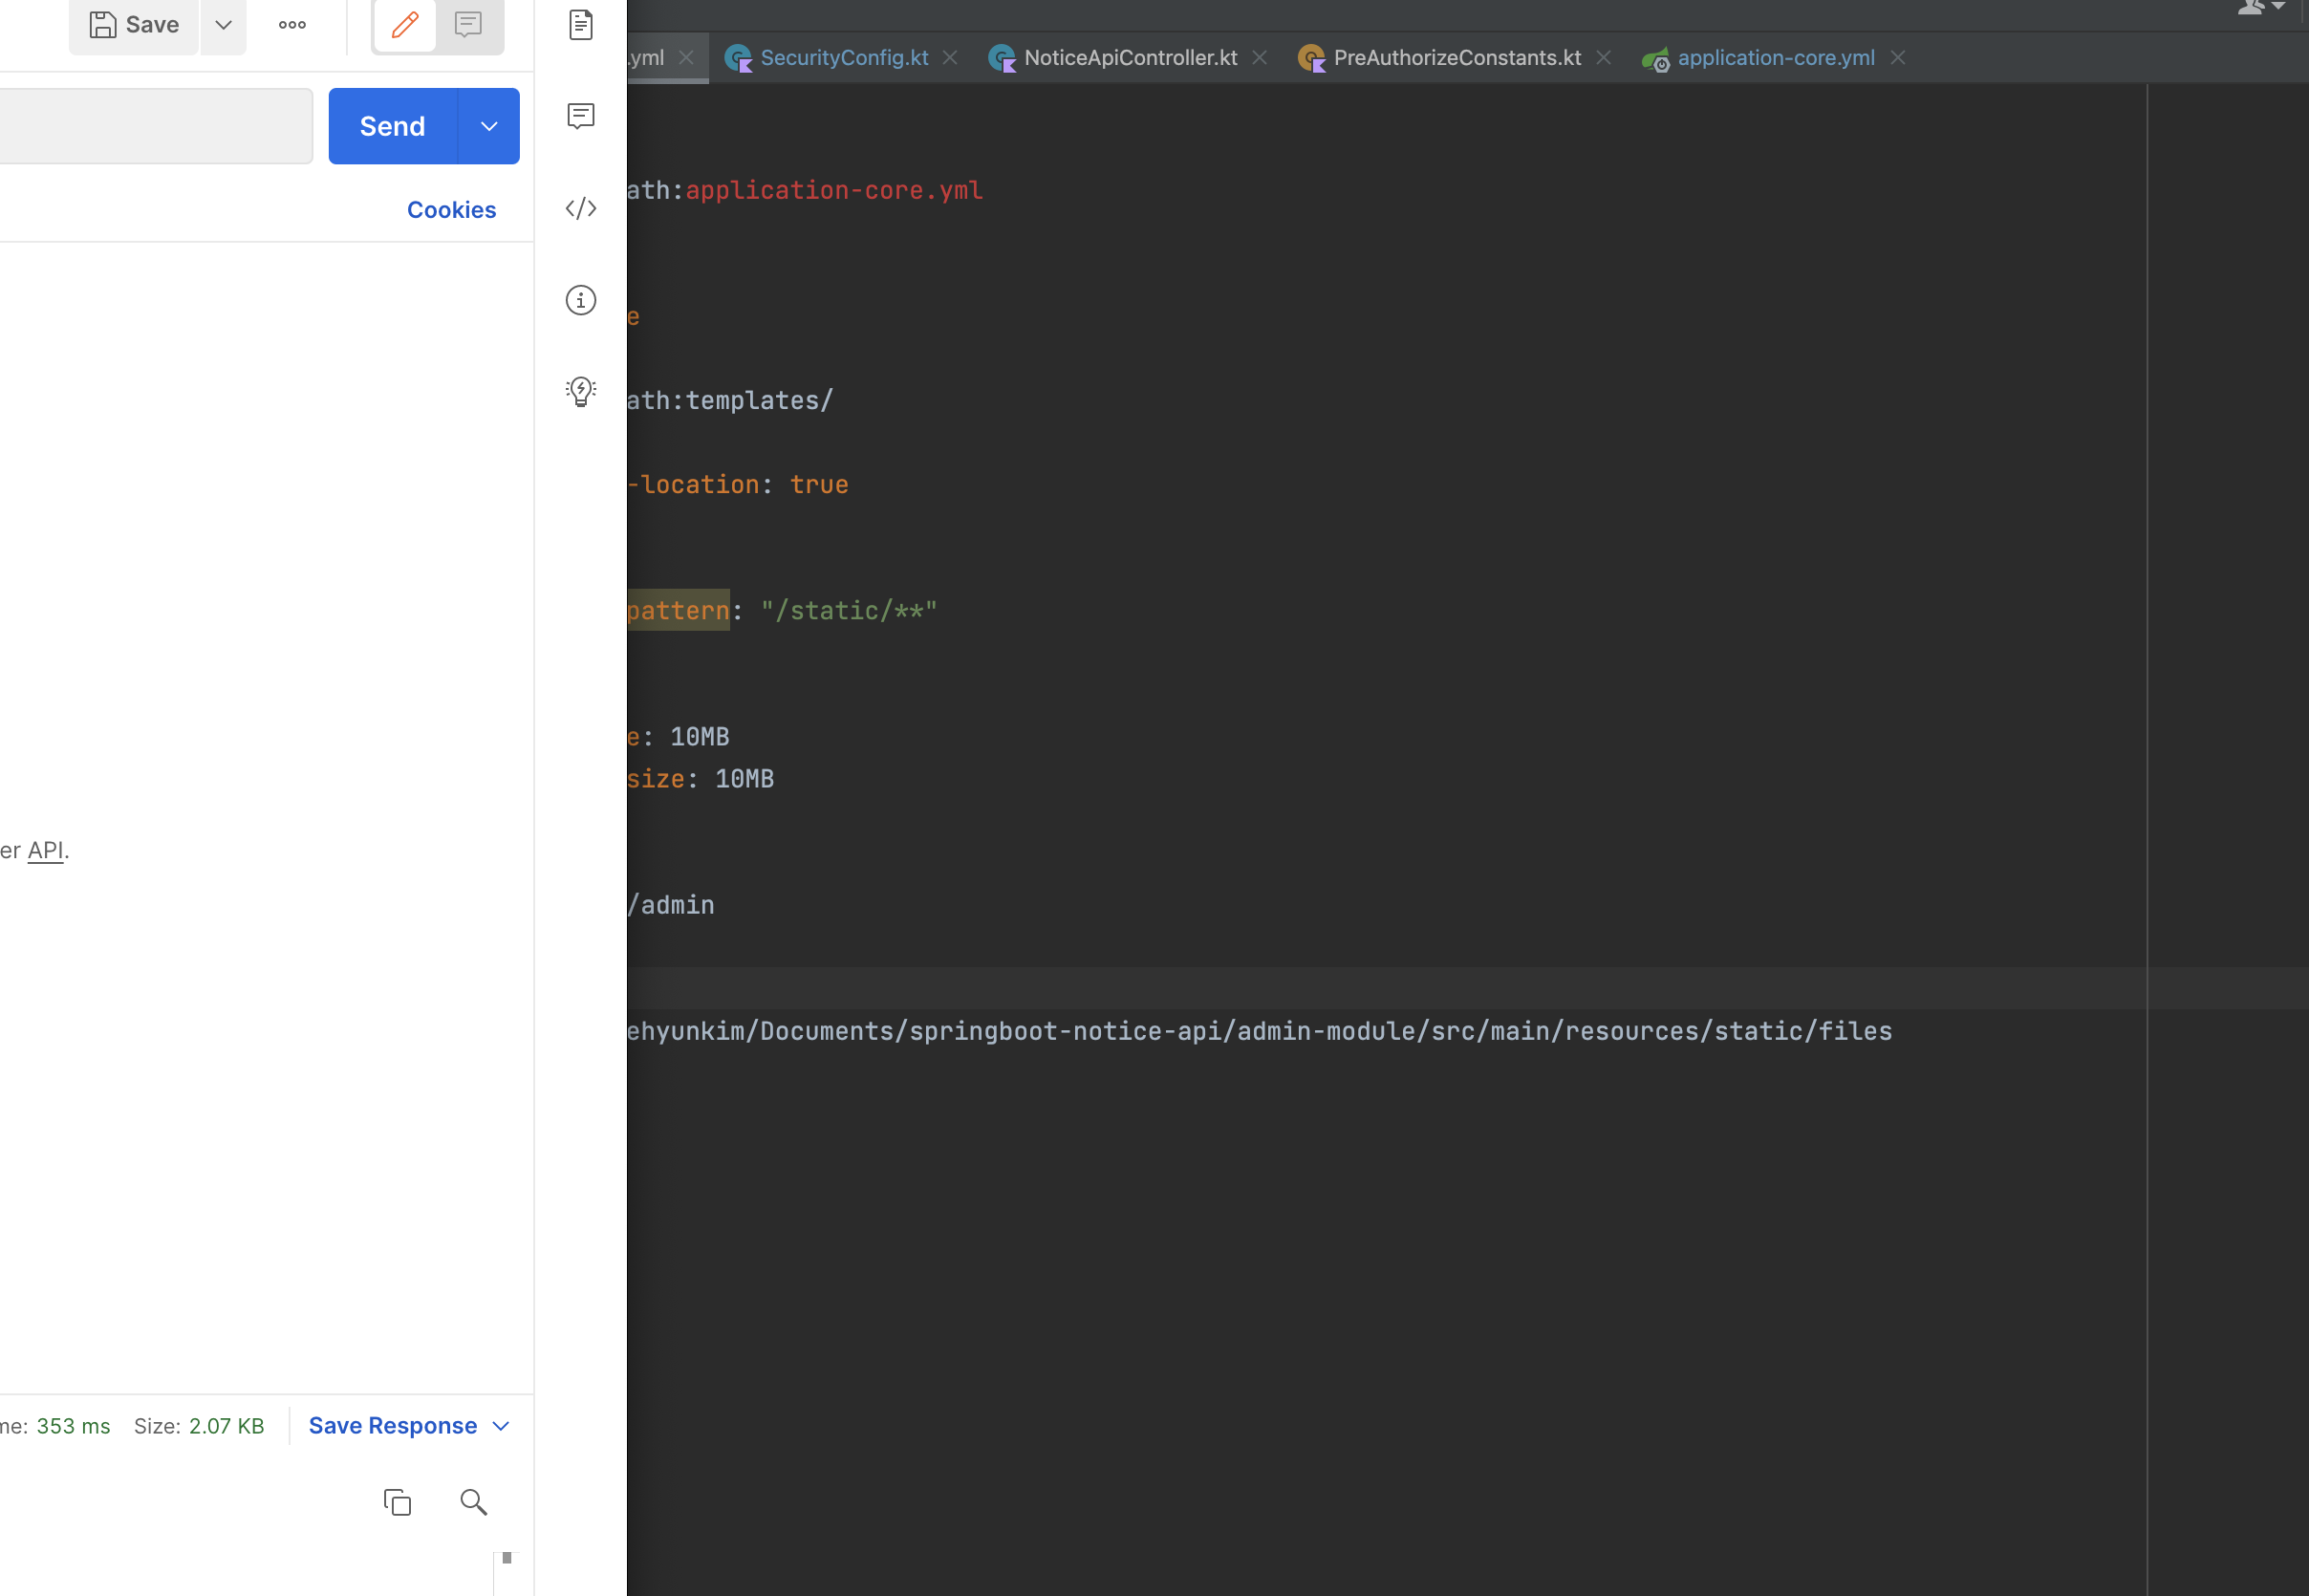 Save
Send
Cookies
er API.
me: 353 ms Size: 2.07 KB Save Response
.yml SecurityConfig.kt NoticeApiController.kt PreAuthorizeConstants.kt application-core.yml
ath:application-core.yml
e
ath:templates/
-location: true
pattern: "/static/**"
e: 10MB
size: 10MB
/admin
ehyunkim/Documents/springboot-notice-api/admin-module/src/main/resources/static/files